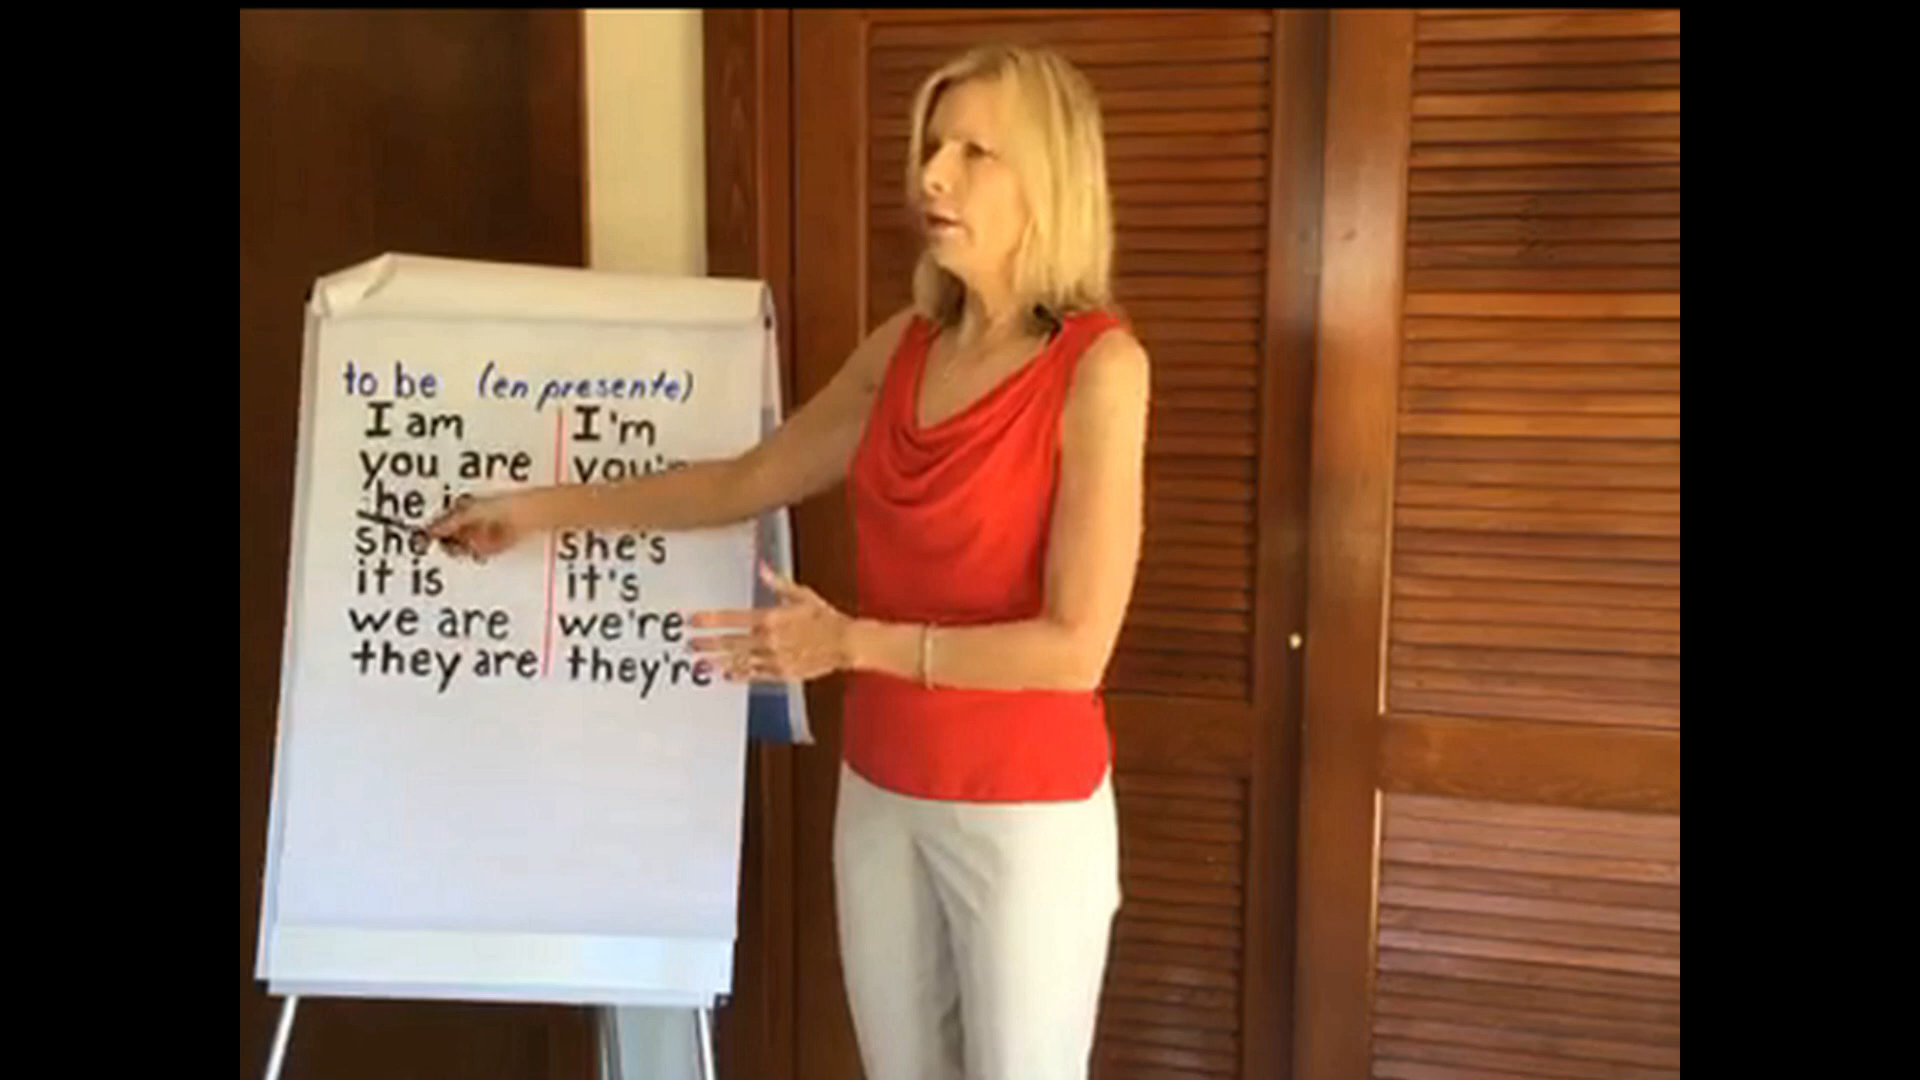 to be (en presente)
I am I'm
you are
he
she's
it is it's
we are we're
they are they're